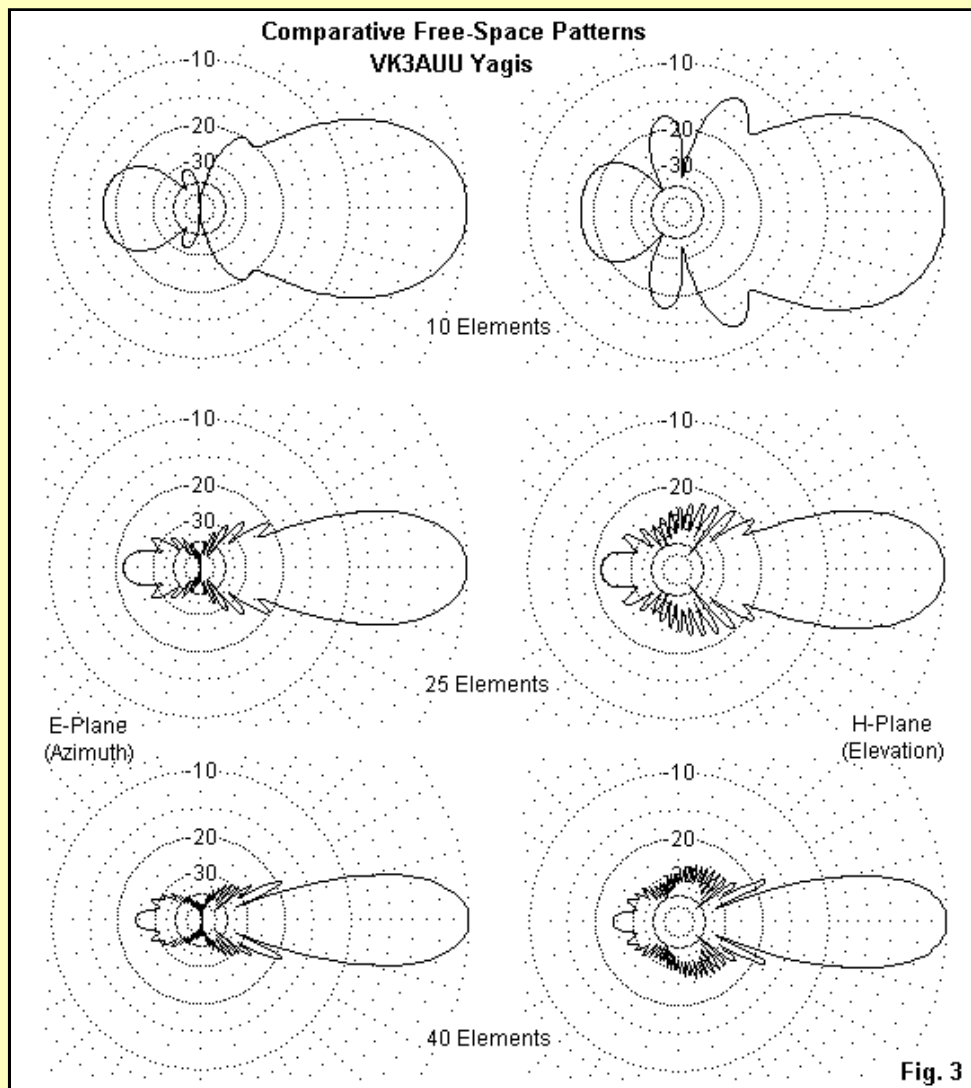 Comparative Free-Space Patterns
VK3AUU Yagis
-10
-20
-30
-10
-20
-30
10 Elements
-10
-20
-30
-10
-20
25 Elements
E-Plane
(Azimuth)
H-Plane
(Elevation)
-10
-20
-30
-10
-20
40 Elements
Fig. 3